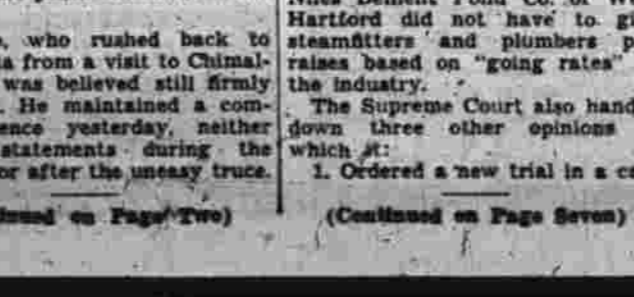 , who rushed back to
from a visit to Chimal-
was believed still firmly
. He maintained a com-
ence yesterday, neither
statements during the
or after the uneasy truce.
(Continued on Page Two)
Hartford did not have to
steamfitters and plumbers
raises based on "going rates"
the industry.
The Supreme Court also hand
down three other opinions
which it:
1. Ordered a new trial in a
(Continued on Page Seven)